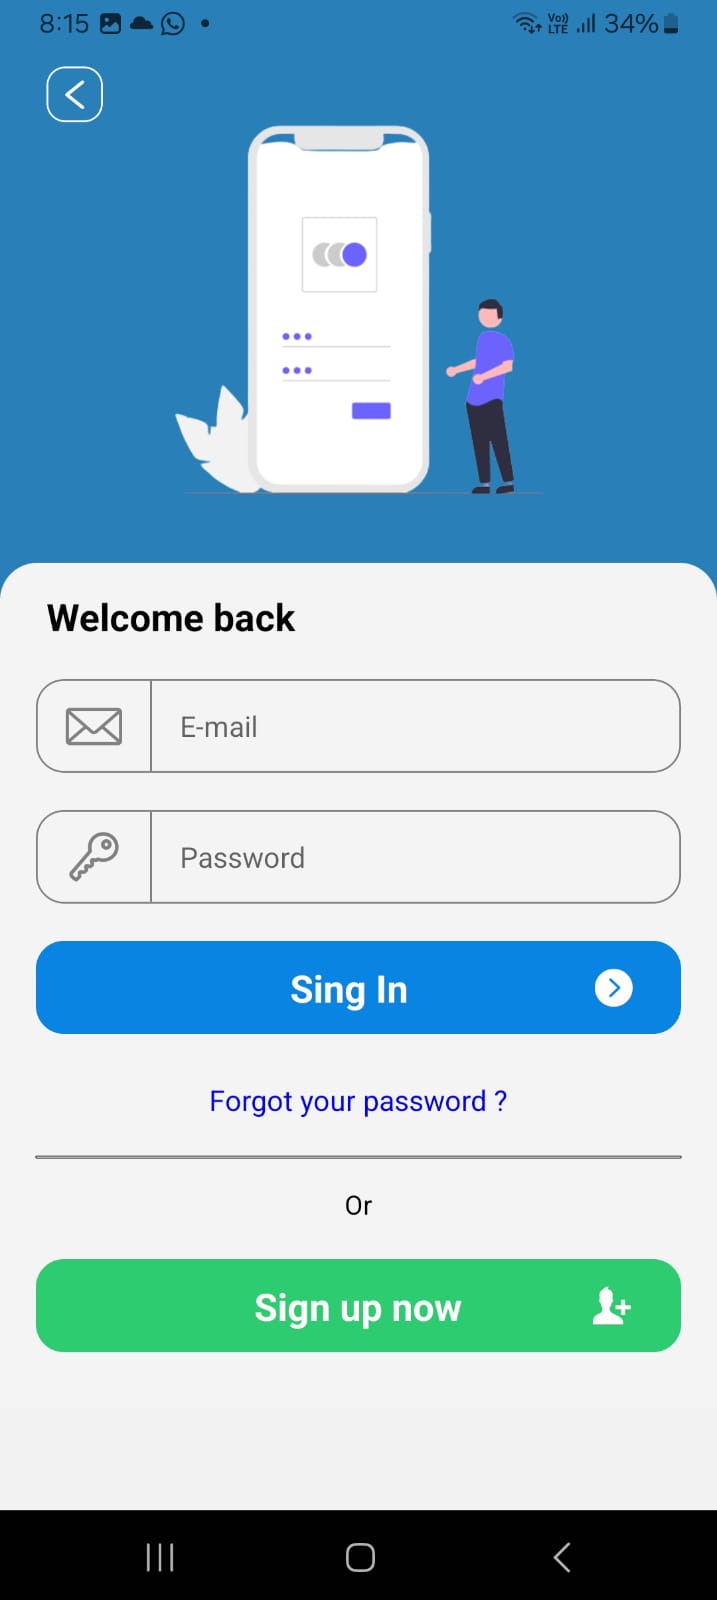 8:15
Vo))
LTE
34%
Welcome back
E-mail
Password
Sing In
Forgot your password ?
Or
Sign up now